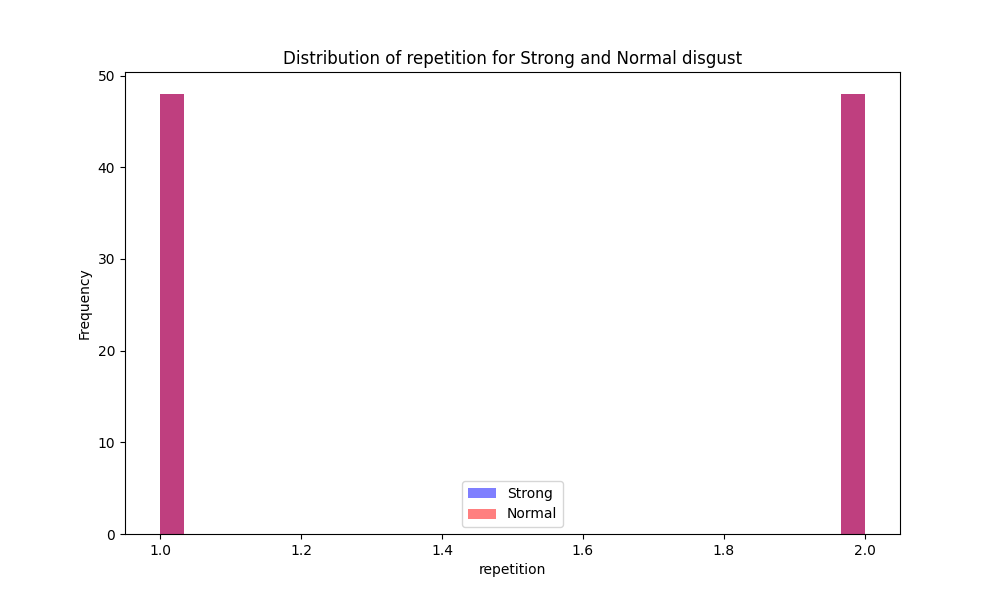 Distribution of repetition for Strong and Normal disgust
50
40
30
20
10
0
Frequency
1.0 1.2 1.4 1.6 1.8 2.0
repetition
Strong
Normal